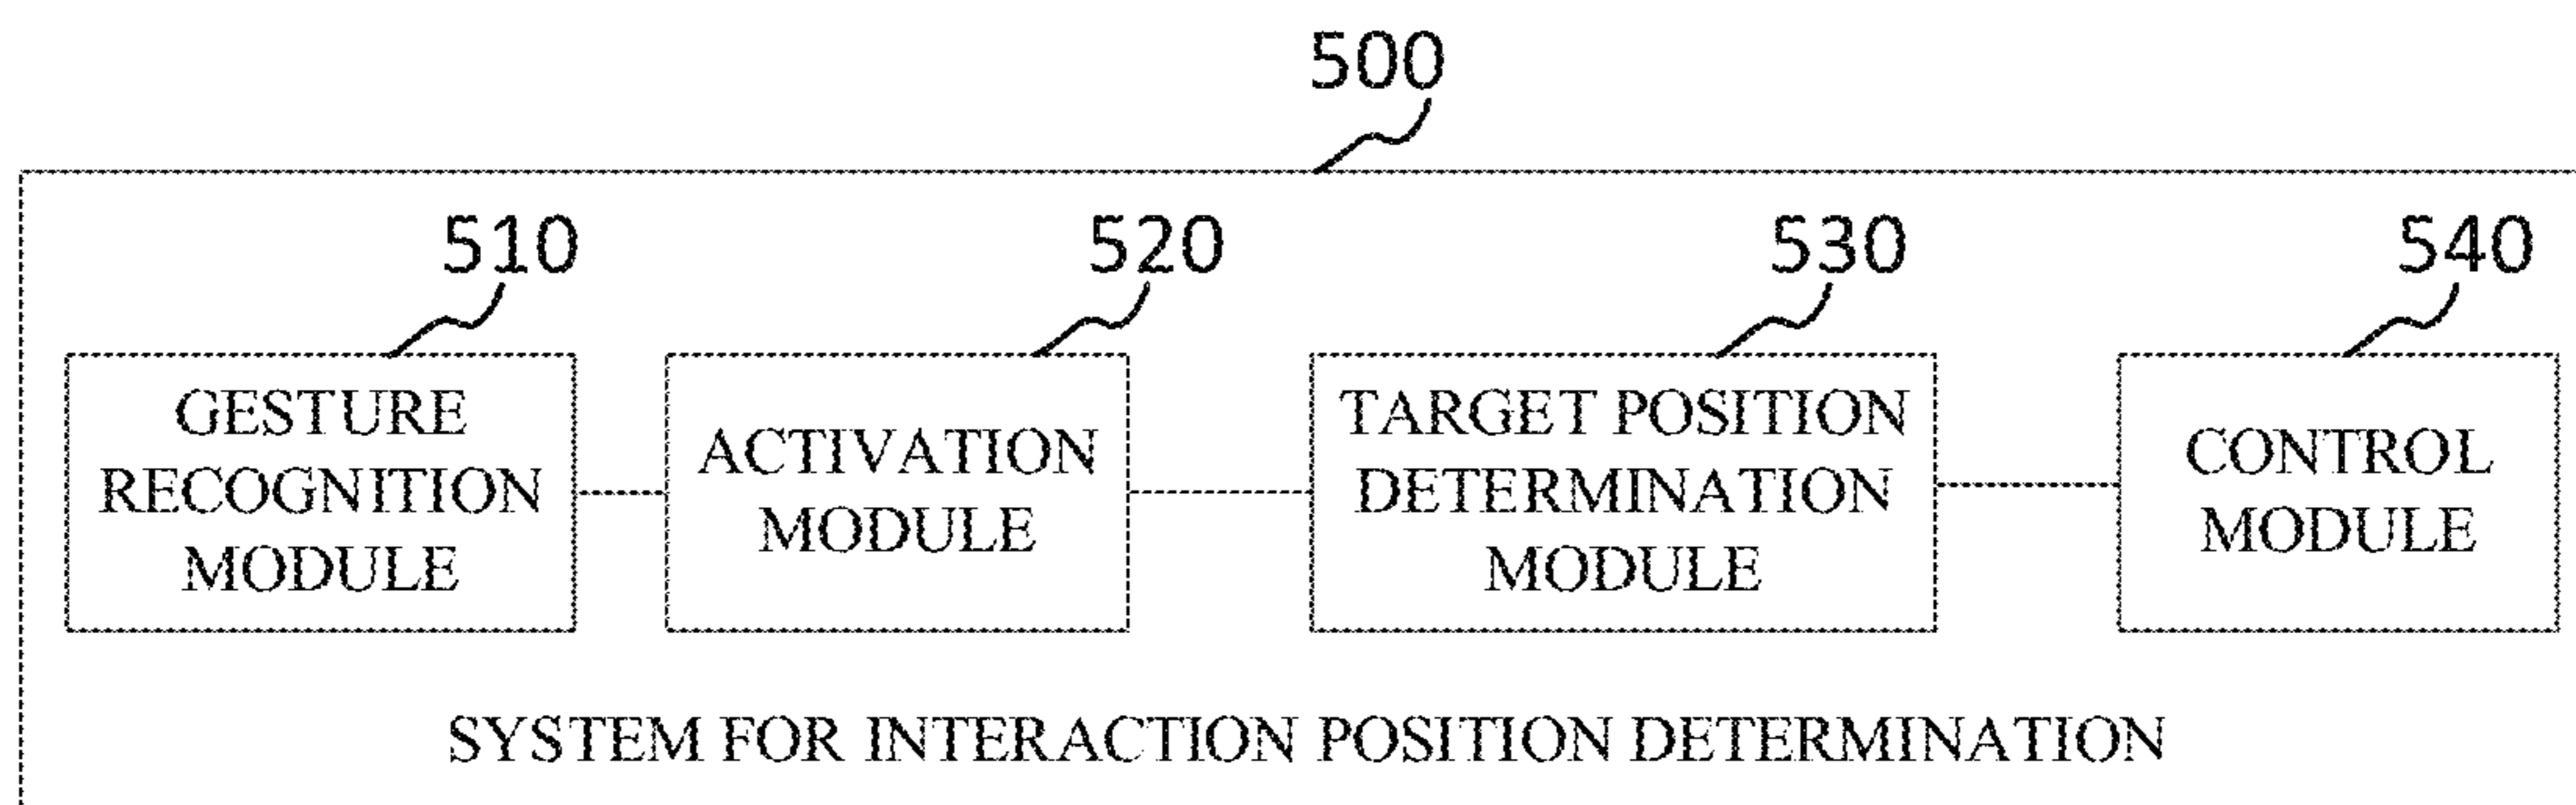 500
510
520
530
540
GESTURE
RECOGNITION
MODULE
ACTIVATION
MODULE
TARGET POSITION
DETERMINATION
MODULE
CONTROL
MODULE
SYSTEM FOR INTERACTION POSITION DETERMINATION